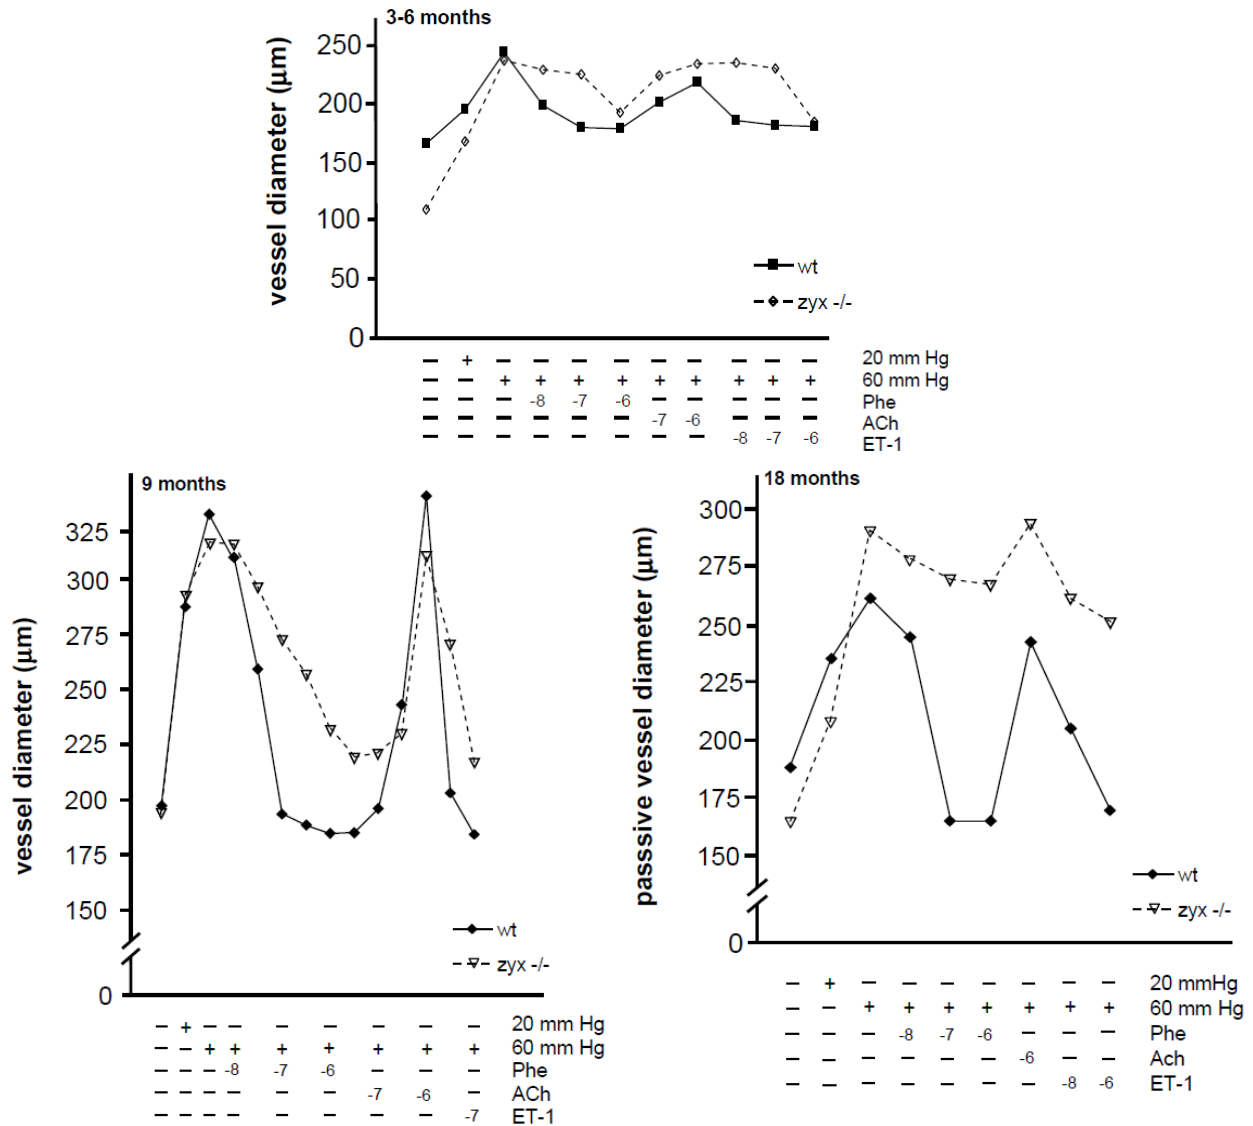 3-6 months
vessel diameter (µm)
250
200
150
100
50
0
wt
zyx -/-
– + – – – – – – – – – 20 mm Hg
– – + + + + + + + + + 60 mm Hg
– – – -8 -7 -6 – – – – – Phe
– – – – – – -7 -6 – – – ACh
– – – – – – – – -8 -7 -6 ET-1
9 months
vessel diameter (µm)
325
300
275
250
225
200
175
150
0
wt
zyx -/-
– + – – – – – – – 20 mm Hg
– – + + + + + + + 60 mm Hg
– – – -8 -7 -6 – – – Phe
– – – – – – -7 -6 – ACh
– – – – – – – – -7 ET-1
18 months
passsive vessel diameter (µm)
300
275
250
225
200
175
150
0
wt
zyx -/-
– + – – – – – – – 20 mmHg
– – + + + + + + + 60 mm Hg
– – – -8 -7 -6 – – – Phe
– – – – – – -6 – – Ach
– – – – – – – -8 -6 ET-1